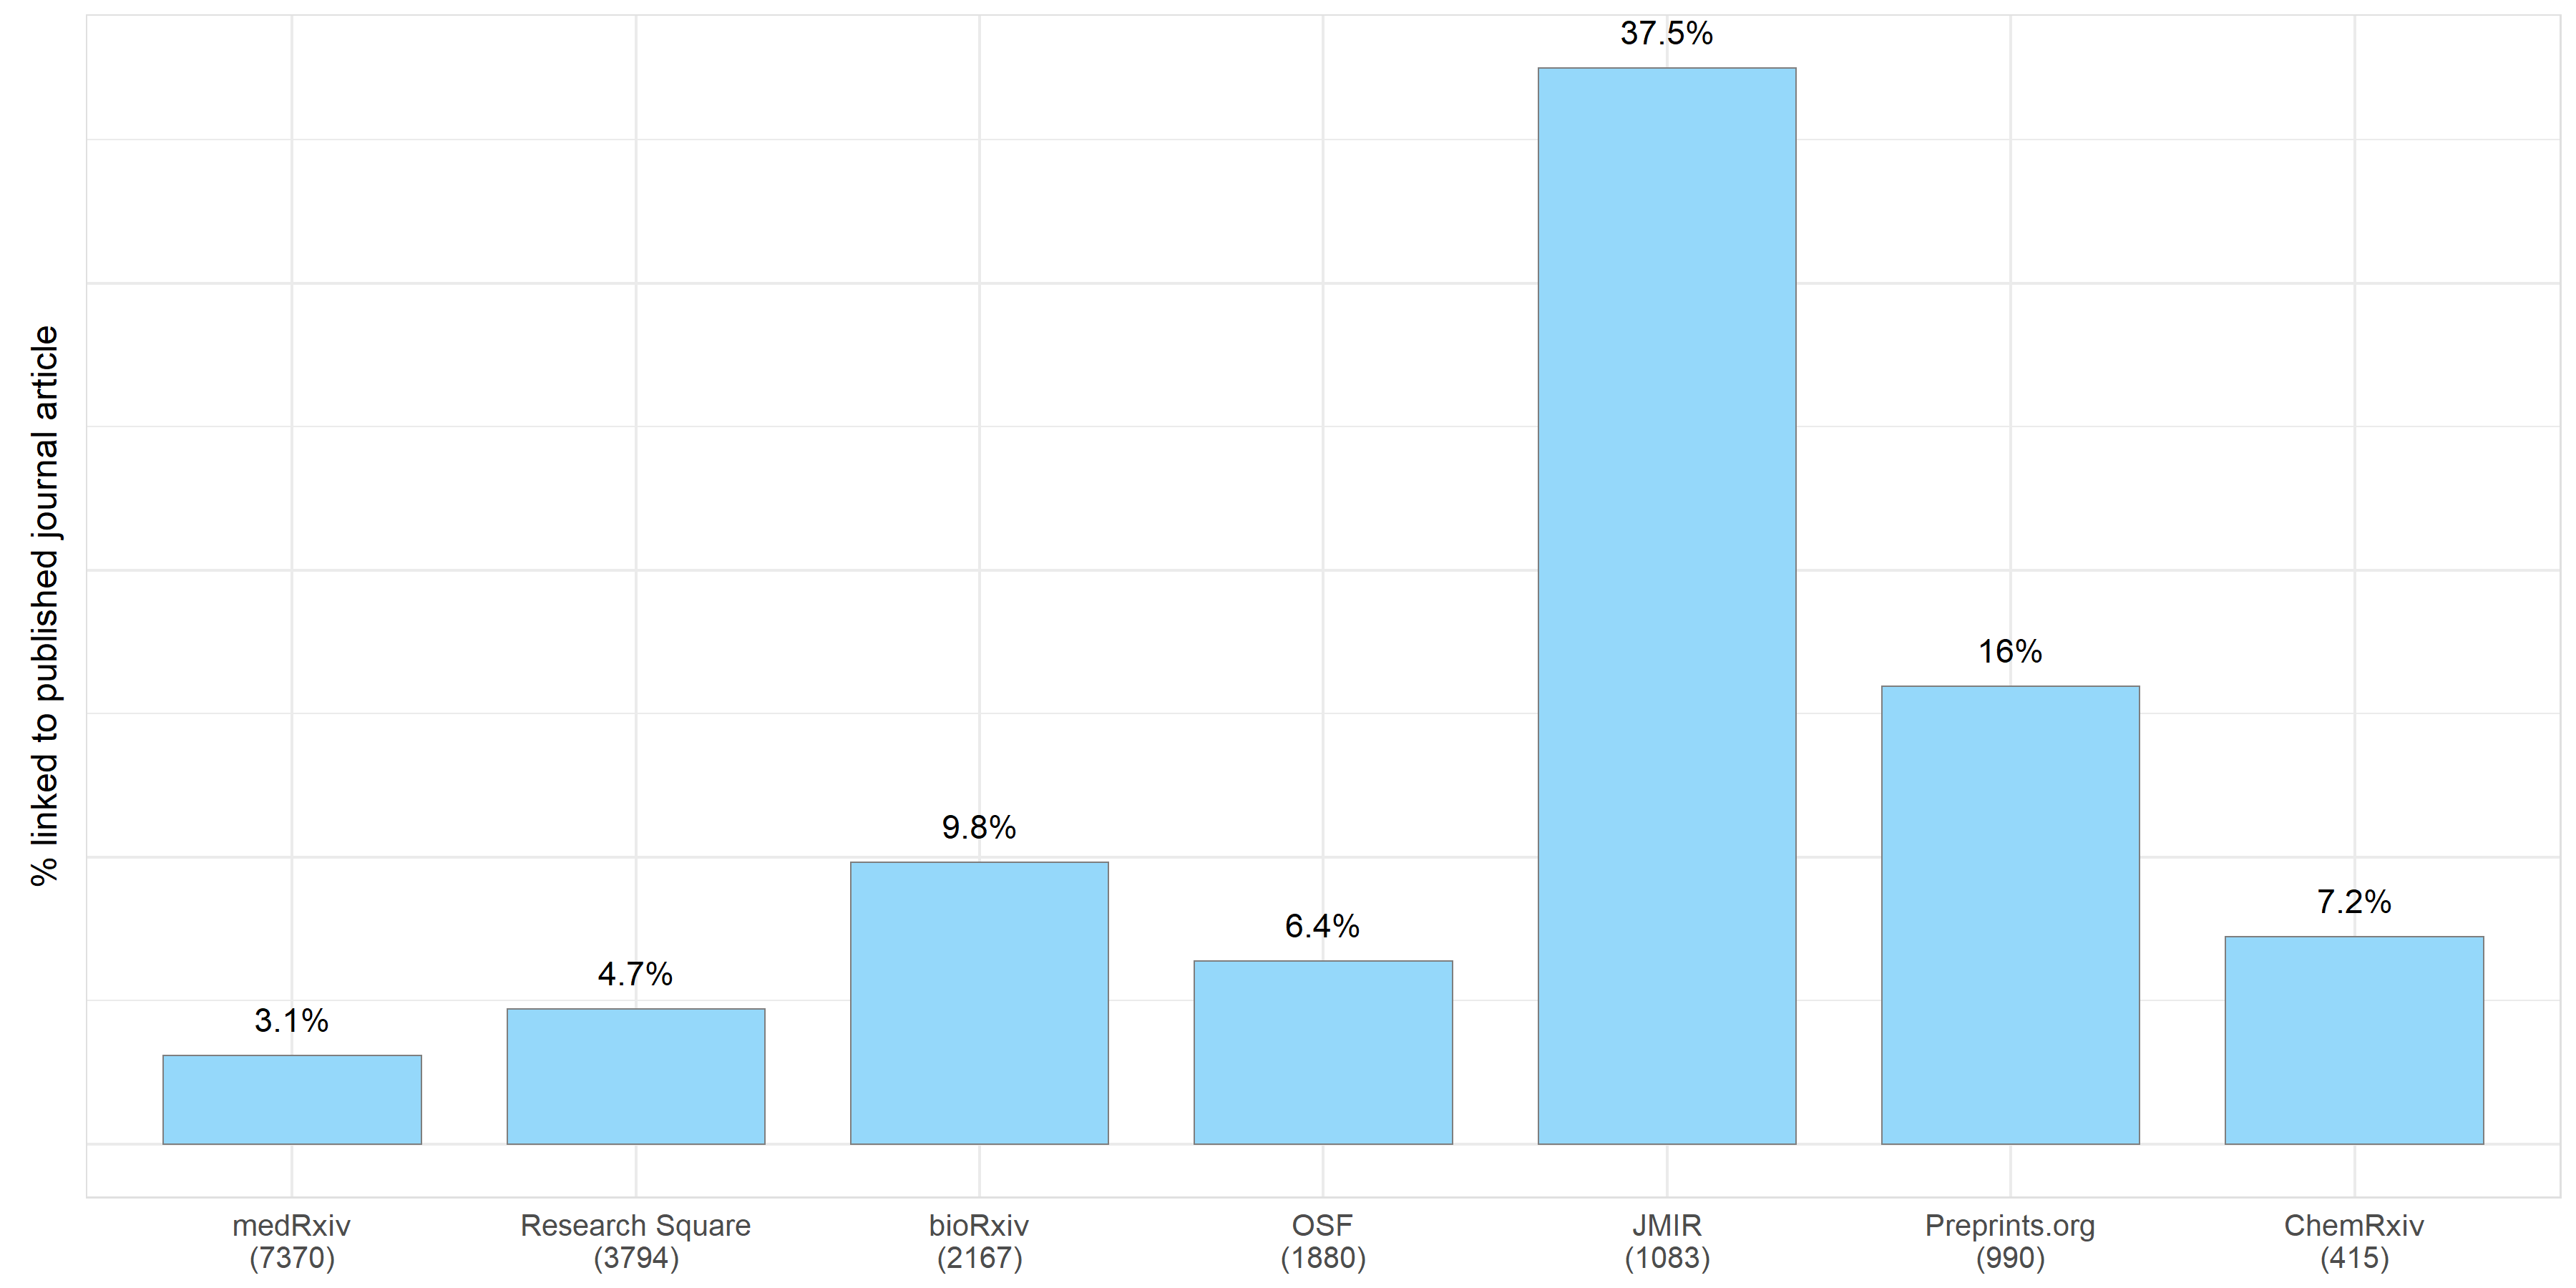 % linked to published journal article
3.1%
4.7%
9.8%
6.4%
37.5%
16%
7.2%
medRxiv
(7370)
Research Square
(3794)
bioRxiv
(2167)
OSF
(1880)
JMIR
(1083)
Preprints.org
(990)
ChemRxiv
(415)